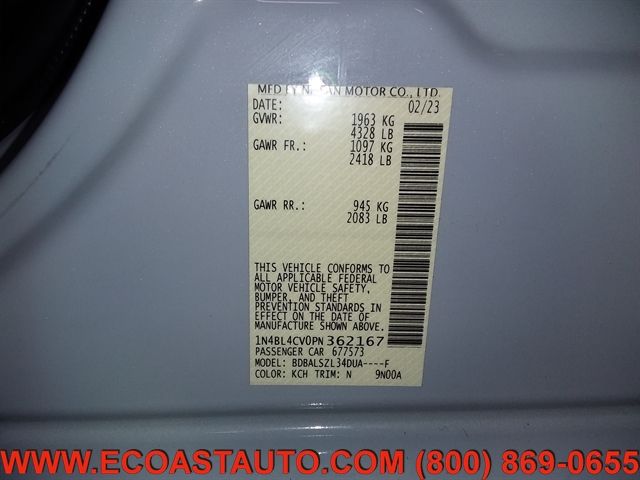 MFD BY NISSAN MOTOR CO., LTD.
DATE: 02/23
GVWR: 1963 KG
4328 LB
GAWR FR.: 1097 KG
2418 LB
GAWR RR.: 945 KG
2083 LB
THIS VEHICLE CONFORMS TO
ALL APPLICABLE FEDERAL
MOTOR VEHICLE SAFETY,
BUMPER, AND THEFT
PREVENTION STANDARDS IN
EFFECT ON THE DATE OF
MANUFACTURE SHOWN ABOVE.
1N4BL4CV0PN362167
PASSENGER CAR 677573
MODEL: BDBALSZL34DUA----F
COLOR: KCH TRIM: N 9N00A
WWW.ECOASTAUTO.COM (800) 869-0655